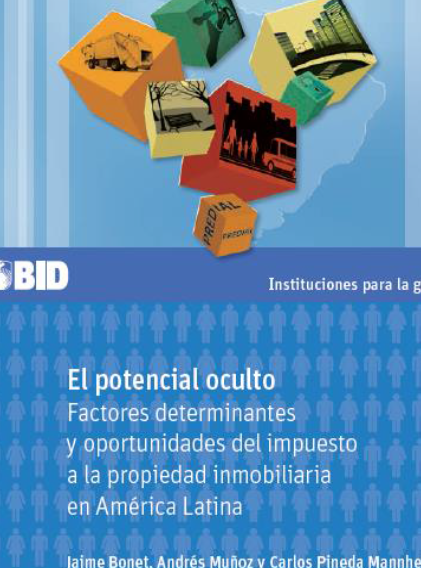 PREDIAL
PREDIAL
BID
Instituciones para la g
El potencial oculto
Factores determinantes
y oportunidades del impuesto
a la propiedad inmobiliaria
en América Latina
Jaime Bonet, Andrés Muñoz y Carlos Pineda Mannhe